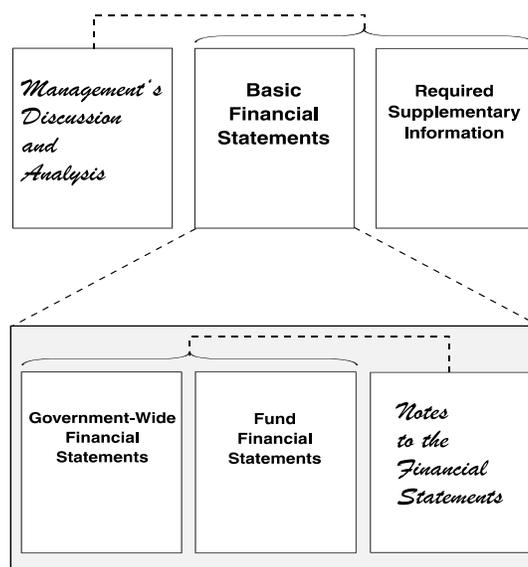 Management's
Discussion
and
Analysis
Basic
Financial
Statements
Required
Supplementary
Information
Government-Wide
Financial
Statements
Fund
Financial
Statements
Notes
to the
Financial
Statements